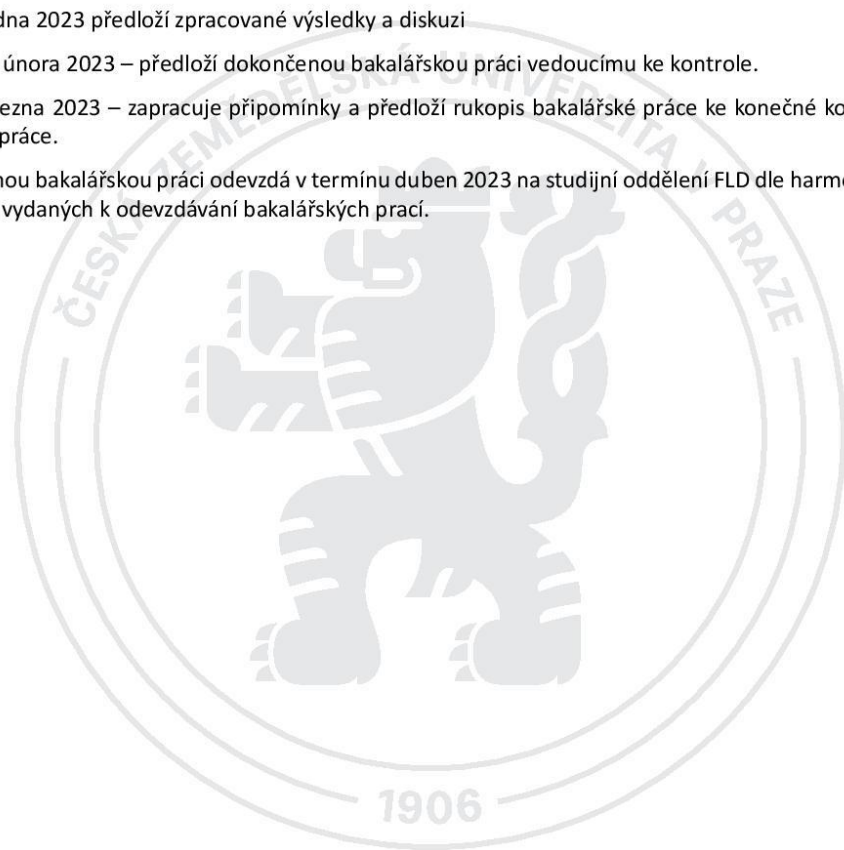 dna 2023 předloží zpracované výsledky a diskuzi
února 2023 – předloží dokončenou bakalářskou práci vedoucímu ke kontrole.
ezna 2023 – zapracuje připomínky a předloží rukopis bakalářské práce ke konečné ko
práce.
nou bakalářskou práci odevzdá v termínu duben 2023 na studijní oddělení FLD dle harm
vydaných k odevzdávání bakalářských prací.
ČESKÁ ZEMĚDĚLSKÁ UNIVERZITA V PRAZE
1906